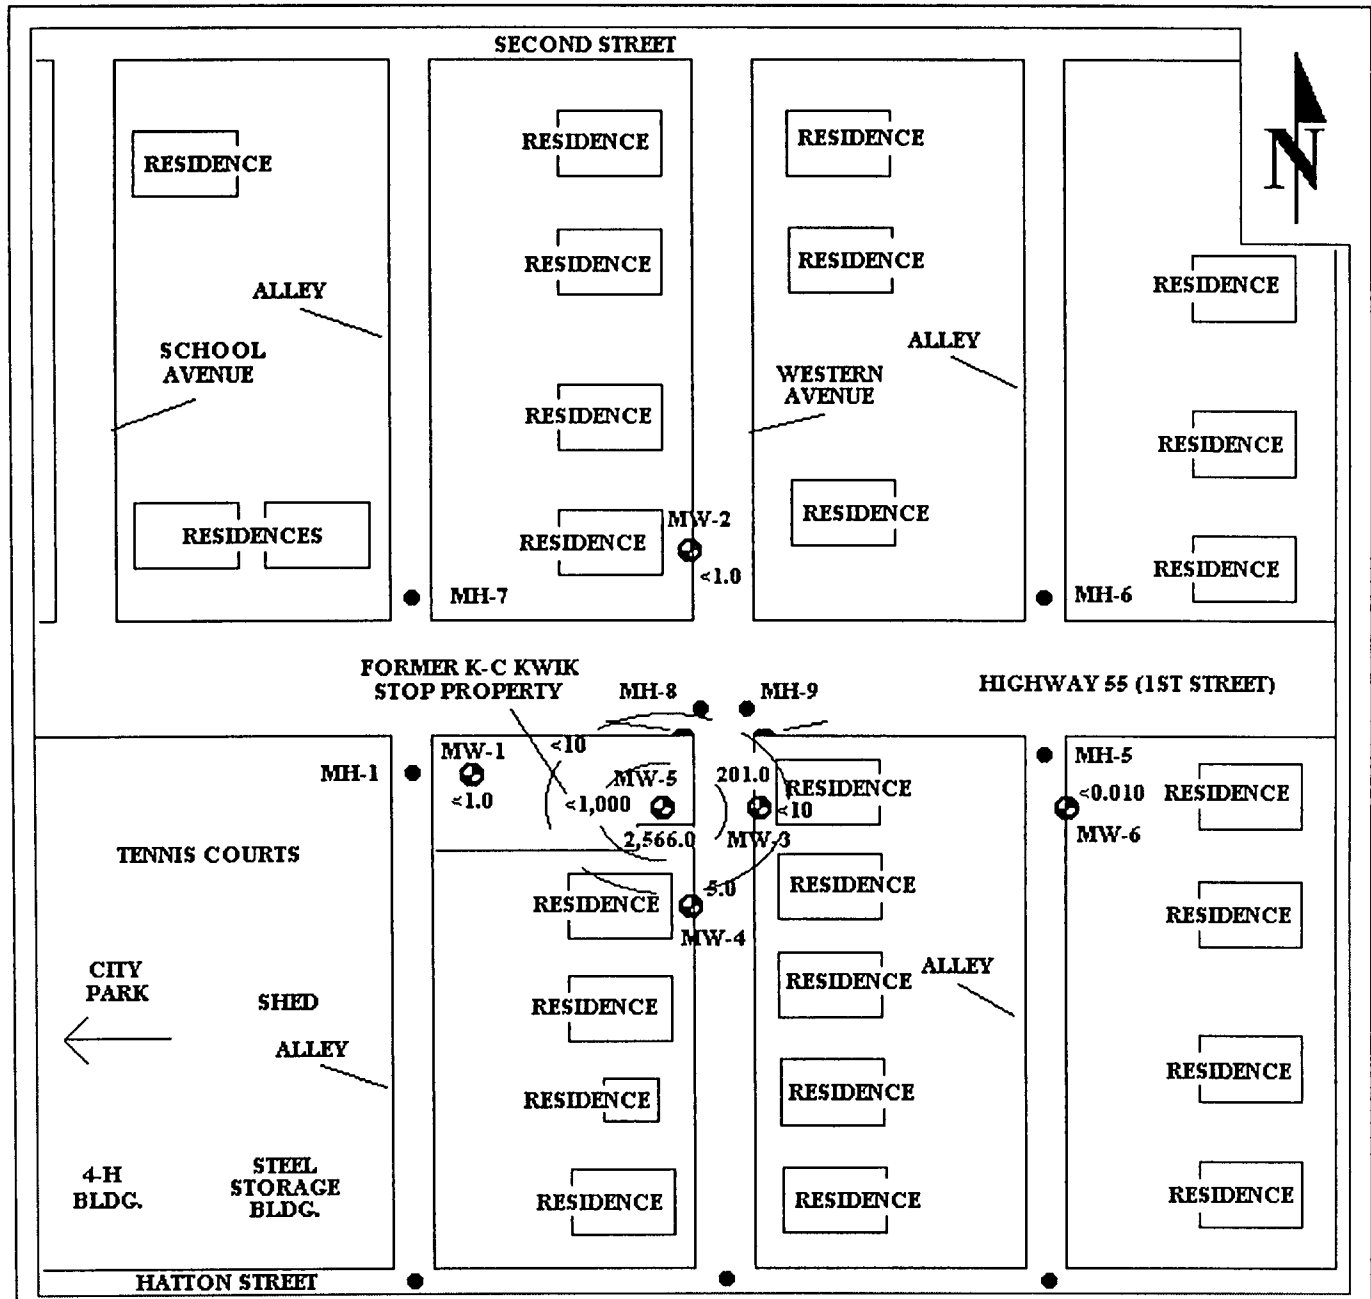 SECOND STREET
N
RESIDENCE
RESIDENCE
RESIDENCE
RESIDENCE
RESIDENCE
RESIDENCE
ALLEY
SCHOOL
AVENUE
ALLEY
WESTERN
AVENUE
RESIDENCE
RESIDENCE
RESIDENCES
RESIDENCE
MW-2
<1.0
RESIDENCE
RESIDENCE
MH-7
MH-6
FORMER K-C KWIK
STOP PROPERTY
MH-8
MH-9
HIGHWAY 55 (1ST STREET)
MH-1
MW-1
<1.0
<10
<1,000
MW-5
2,566.0
201.0
<10
MW-3
RESIDENCE
MH-5
<0.010
MW-6
RESIDENCE
TENNIS COURTS
5.0
MW-4
RESIDENCE
RESIDENCE
RESIDENCE
CITY
PARK
SHED
ALLEY
RESIDENCE
RESIDENCE
ALLEY
RESIDENCE
RESIDENCE
RESIDENCE
4-H
BLDG.
STEEL
STORAGE
BLDG.
RESIDENCE
RESIDENCE
RESIDENCE
HATTON STREET